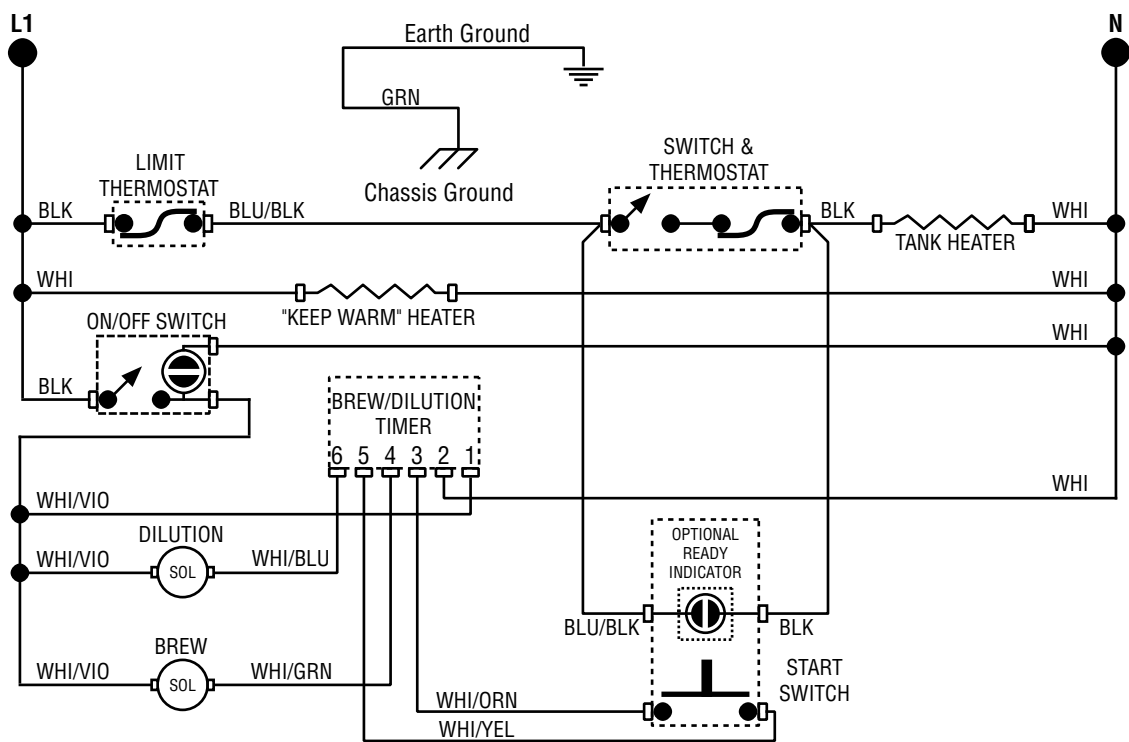 L1
N
Earth Ground
GRN
Chassis Ground
LIMIT
THERMOSTAT
SWITCH &
THERMOSTAT
BLK
BLU/BLK
BLK
WHI
TANK HEATER
WHI
WHI
"KEEP WARM" HEATER
ON/OFF SWITCH
WHI
BLK
BREW/DILUTION
TIMER
6 5 4 3 2 1
WHI
WHI/VIO
DILUTION
WHI/VIO
SOL
WHI/BLU
OPTIONAL
READY
INDICATOR
BLU/BLK
BLK
BREW
WHI/VIO
SOL
WHI/GRN
START
SWITCH
WHI/ORN
WHI/YEL